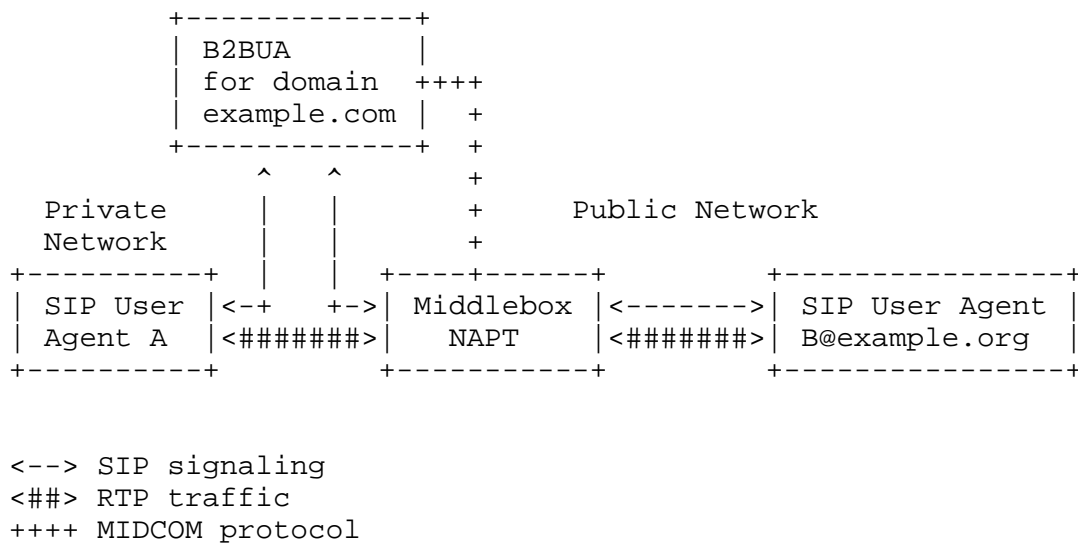 +-------------+
| B2BUA       |
| for domain  ++++
| example.com |  +
+-------------+  +
^   ^       +
Private     |   |       +     Public Network
Network     |   |       +
+----------+  |   |  +----+------+          +----------------+
| SIP User |<-+   +->| Middlebox |<------->| SIP User Agent |
| Agent A  |<#######>|   NAPT    |<#######>| B@example.org  |
+----------+         +-----------+          +----------------+
<--> SIP signaling
<##> RTP traffic
++++ MIDCOM protocol